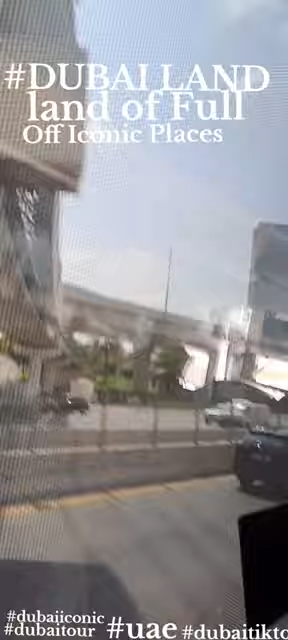 #DUBAI LAND
land of Full
Off Iconic Places
#dubaiiconic
#dubaitour #uae #dubaitikto